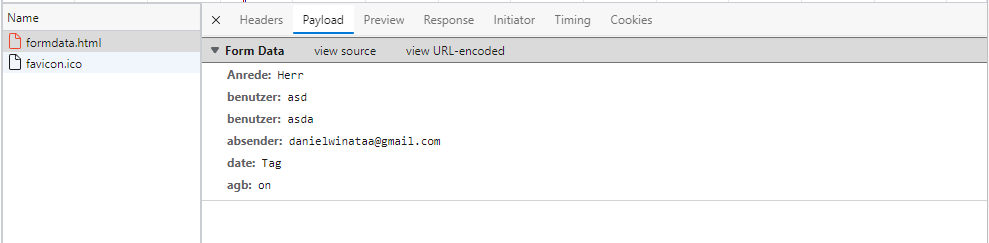 Name
formdata.html
favicon.ico
Headers Payload Preview Response Initiator Timing Cookies
Form Data view source view URL-encoded
Anrede: Herr
benutzer: asd
benutzer: asda
absender: danielwinataa@gmail.com
date: Tag
agb: on